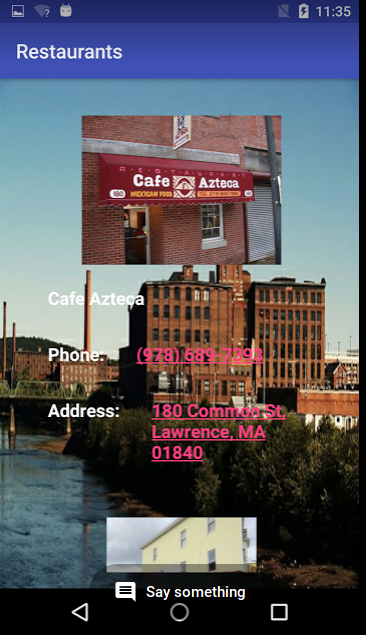 11:35
Restaurants
R·E·S·T·A·U·R·A·N·T
Cafe Azteca
180 MEXICAN FOOD
Cafe Azteca
Phone: (978) 689-7393
Address: 180 Common St,
Lawrence, MA
01840
Say something